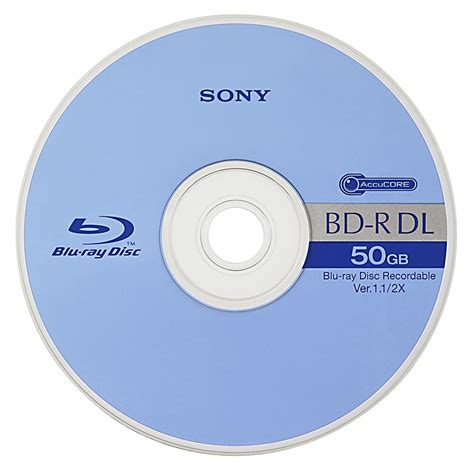 SONY
AccuCORE
BD-R DL
50GB
Blu-ray Disc
Blu-ray Disc Recordable
Ver.1.1/2X